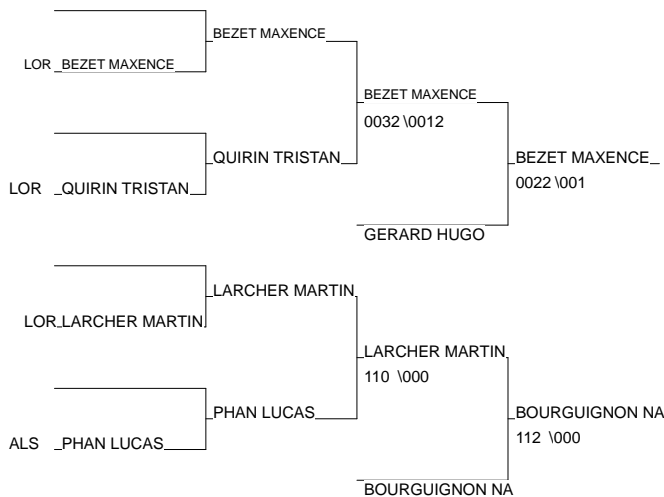 BEZET MAXENCE
LOR BEZET MAXENCE
BEZET MAXENCE
0032 \0012
QUIRIN TRISTAN
BEZET MAXENCE
0022 \001
LOR QUIRIN TRISTAN
GERARD HUGO
LARCHER MARTIN
LOR LARCHER MARTIN
LARCHER MARTIN
110 \000
PHAN LUCAS
BOURGUIGNON NA
112 \000
ALS PHAN LUCAS
BOURGUIGNON NA